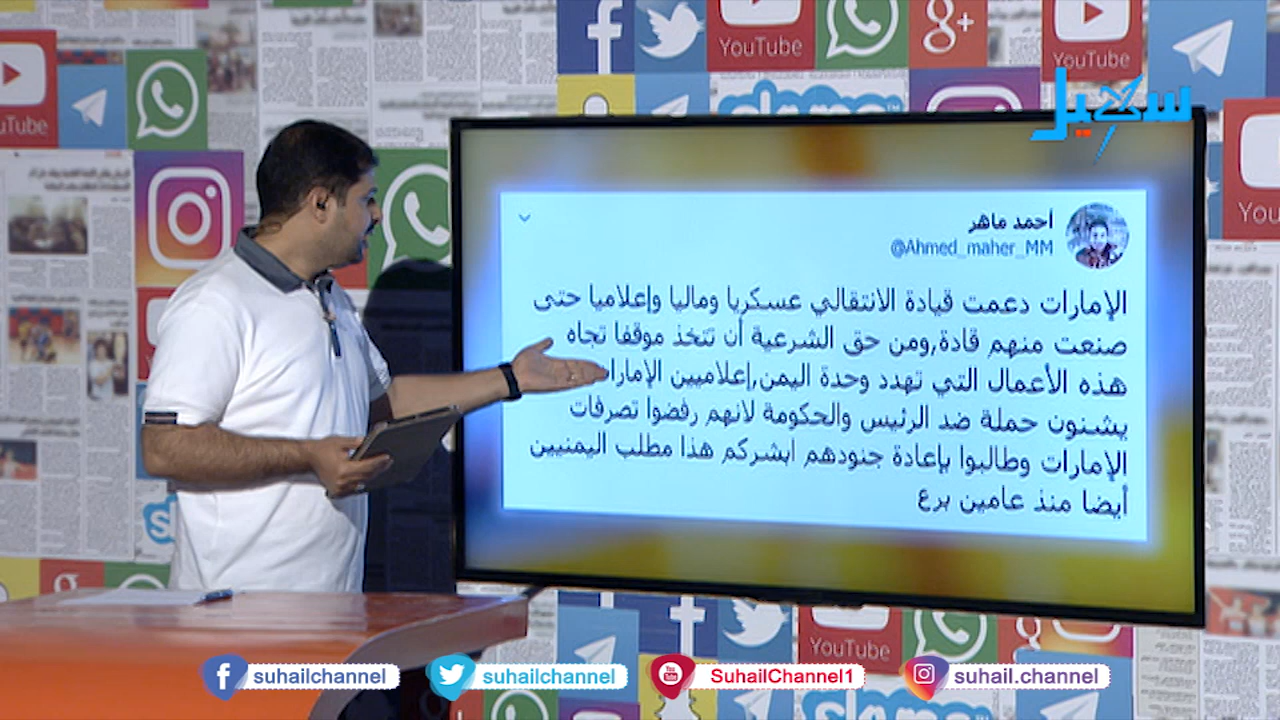 YouTube
YouTube
سهيل
YouTube
أحمد ماهر
@Ahmed_maher_MM
الإمارات دعمت قيادة الانتقالي عسكريا وماليا وإعلاميا حتى
صنعت منهم قادة,ومن حق الشرعية أن تتخذ موقفا تجاه
هذه الأعمال التي تهدد وحدة اليمن,إعلاميين الإمارات
يشنون حملة ضد الرئيس والحكومة لانهم رفضوا تصرفات
الإمارات وطالبوا بإعادة جنودهم ابشركم هذا مطلب اليمنيين
أيضا منذ عامين برع
YouTube
suhailchannel
suhailchannel
SuhailChannel1
suhail.channel